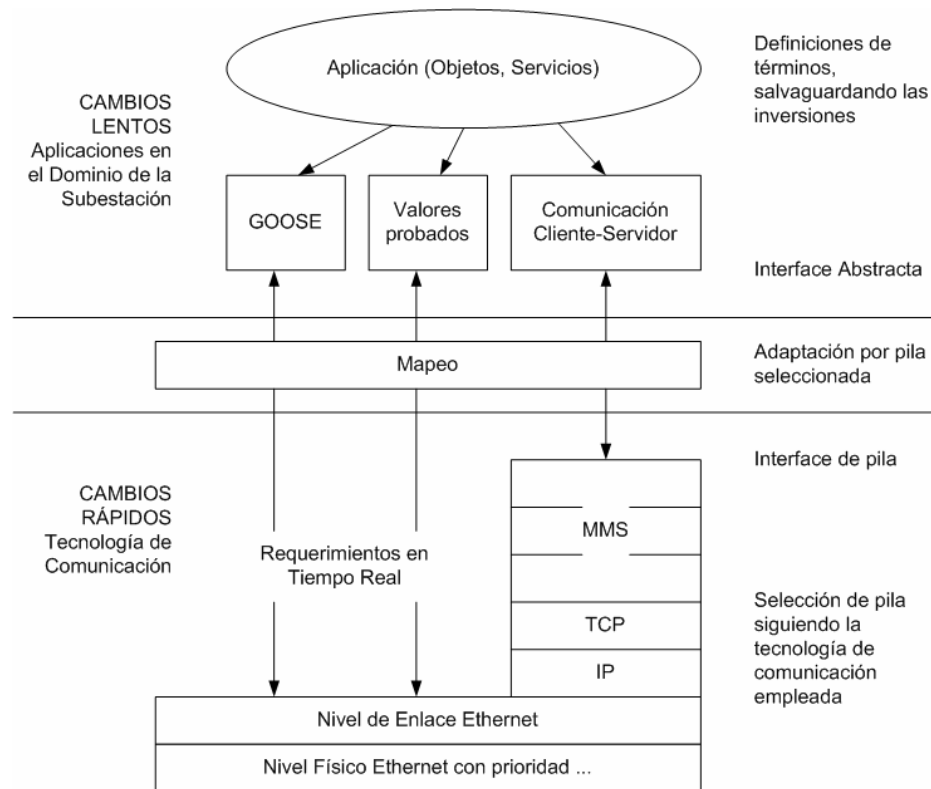 Aplicación (Objetos, Servicios)
Definiciones de
términos,
salvaguardando las
inversiones
CAMBIOS
LENTOS
Aplicaciones en
el Dominio de la
Subestación
GOOSE
Valores
probados
Comunicación
Cliente-Servidor
Interface Abstracta
Mapeo
Adaptación por pila
seleccionada
Interface de pila
CAMBIOS
RÁPIDOS
Tecnología de
Comunicación
Requerimientos en
Tiempo Real
MMS
TCP
IP
Selección de pila
siguiendo la
tecnología de
comunicación
empleada
Nivel de Enlace Ethernet
Nivel Físico Ethernet con prioridad ...